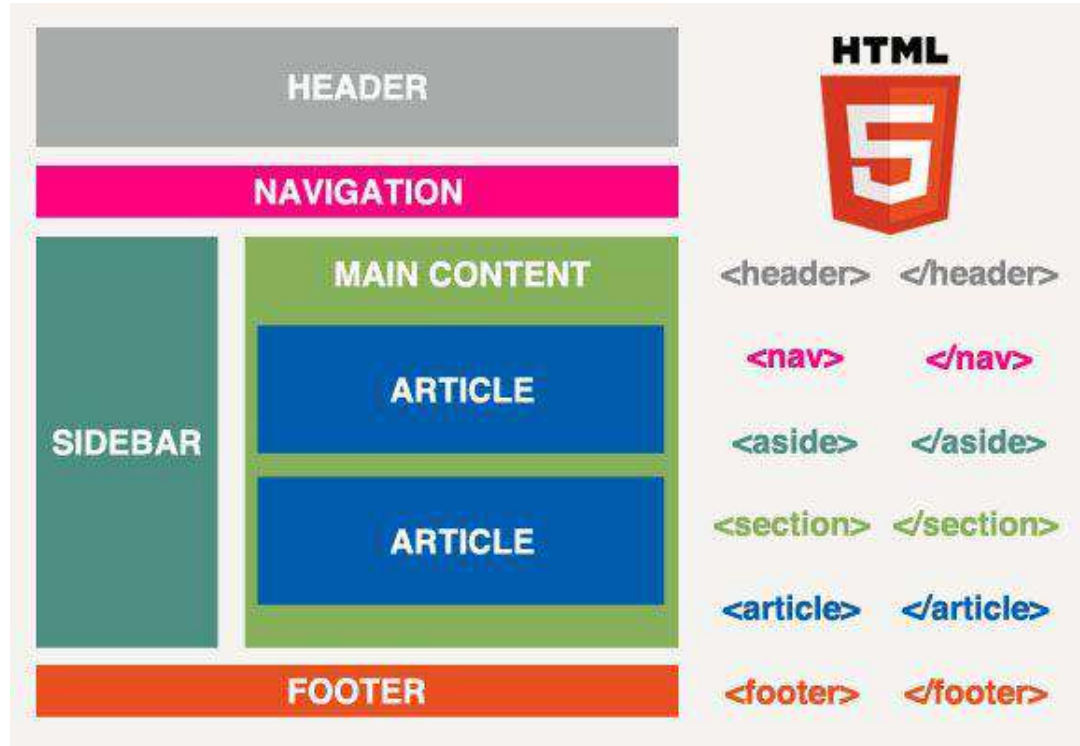 HEADER
NAVIGATION
SIDEBAR
MAIN CONTENT
ARTICLE
ARTICLE
FOOTER
HTML
5
<header> </header>
<nav> </nav>
<aside> </aside>
<section> </section>
<article> </article>
<footer> </footer>